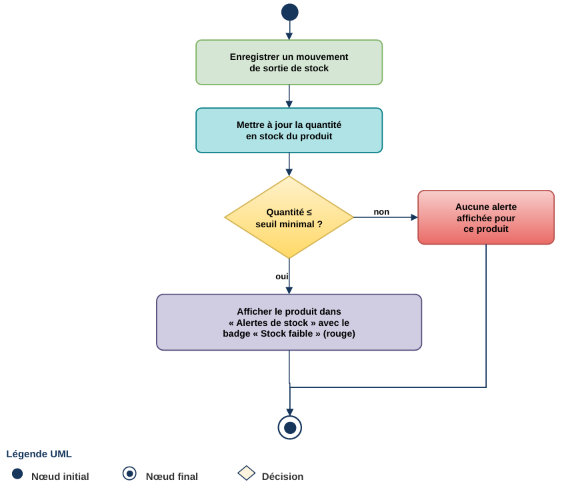 Enregistrer un mouvement
de sortie de stock
Mettre à jour la quantité
en stock du produit
Quantité ≤
seuil minimal ?
non
Aucune alerte
affichée pour
ce produit
oui
Afficher le produit dans
« Alertes de stock » avec le
badge « Stock faible » (rouge)
Légende UML
Nœud initial
Nœud final
Décision